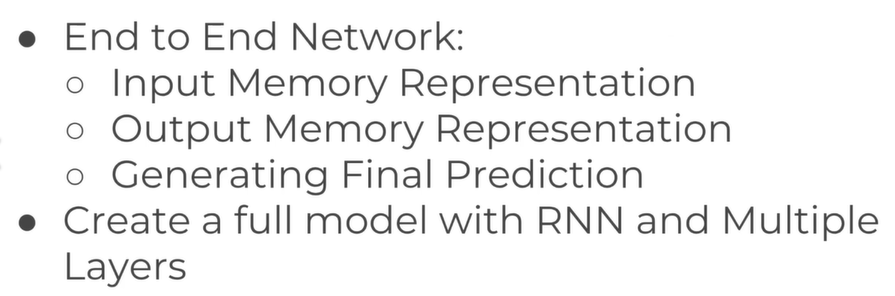 ● End to End Network:
○ Input Memory Representation
○ Output Memory Representation
○ Generating Final Prediction
● Create a full model with RNN and Multiple
Layers